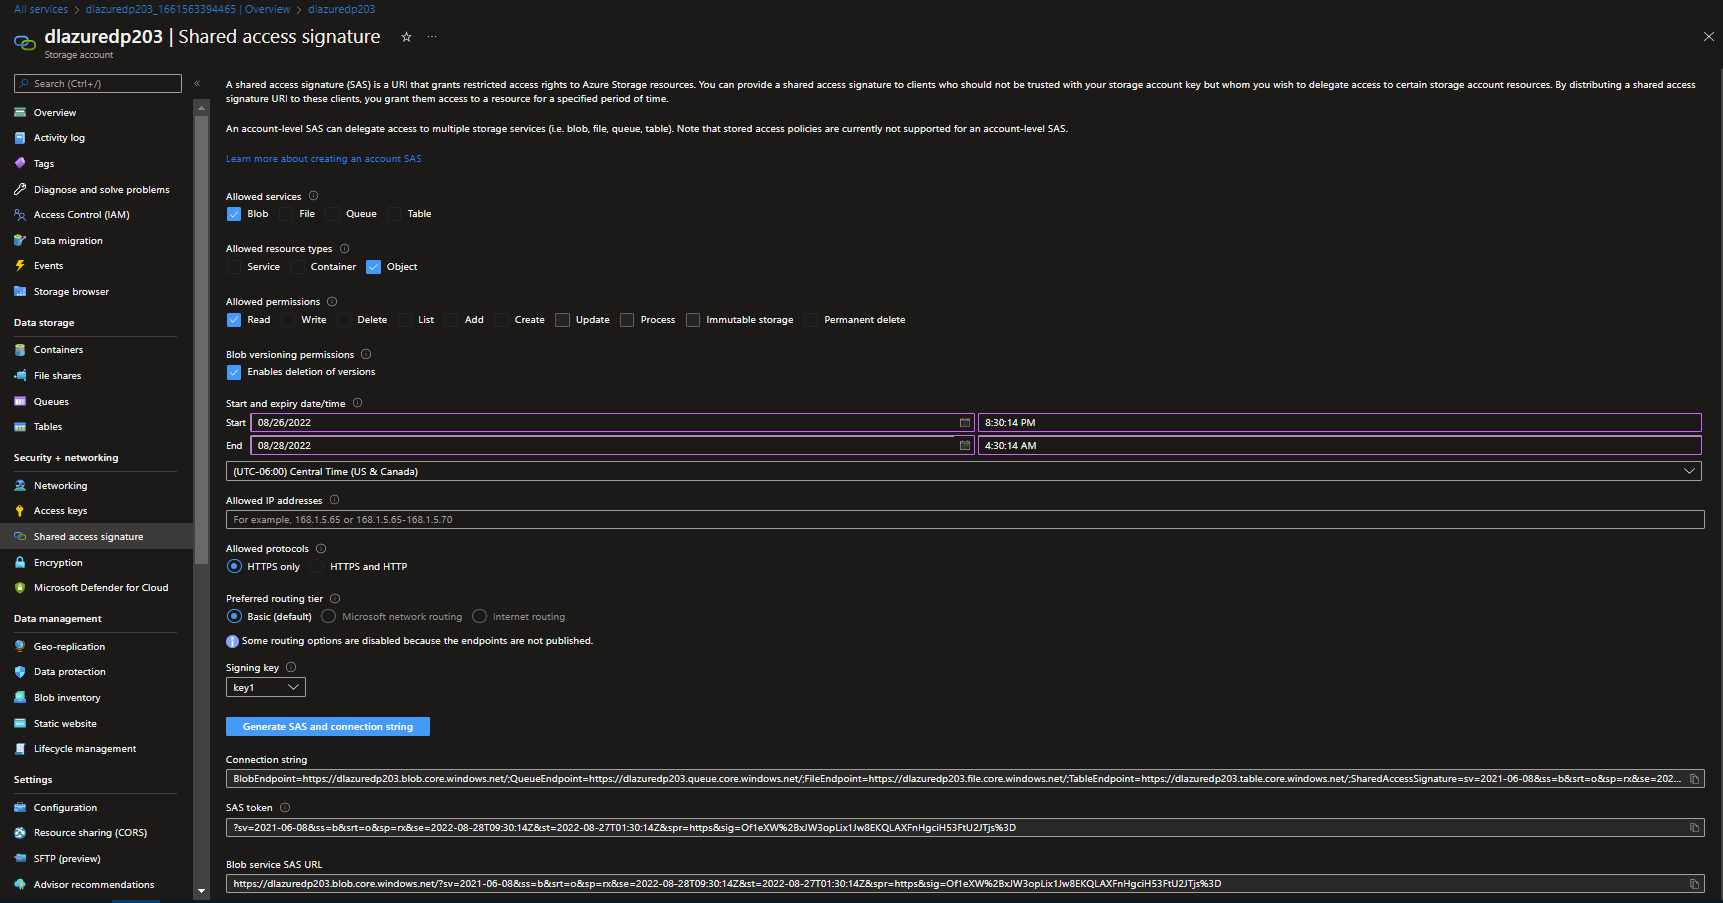 All services > dlazuredp203_1661563394465 | Overview > dlazuredp203
dlazuredp203 | Shared access signature
Storage account
Search (Ctrl+/)
Overview
Activity log
Tags
Diagnose and solve problems
Access Control (IAM)
Data migration
Events
Storage browser
Data storage
Containers
File shares
Queues
Tables
Security + networking
Networking
Access keys
Shared access signature
Encryption
Microsoft Defender for Cloud
Data management
Geo-replication
Data protection
Blob inventory
Static website
Lifecycle management
Settings
Configuration
Resource sharing (CORS)
SFTP (preview)
Advisor recommendations
A shared access signature (SAS) is a URI that grants restricted access rights to Azure Storage resources. You can provide a shared access signature to clients who should not be trusted with your storage account key but whom you wish to delegate access to certain storage account resources. By distributing a shared access
signature URI to these clients, you grant them access to a resource for a specified period of time.
An account-level SAS can delegate access to multiple storage services (i.e. blob, file, queue, table). Note that stored access policies are currently not supported for an account-level SAS.
Learn more about creating an account SAS
Allowed services
Blob File Queue Table
Allowed resource types
Service Container Object
Allowed permissions
Read Write Delete List Add Create Update Process Immutable storage Permanent delete
Blob versioning permissions
Enables deletion of versions
Start and expiry date/time
Start 08/26/2022 8:30:14 PM
End 08/28/2022 4:30:14 AM
(UTC-06:00) Central Time (US & Canada)
Allowed IP addresses
For example, 168.1.5.65 or 168.1.5.65-168.1.5.70
Allowed protocols
HTTPS only HTTPS and HTTP
Preferred routing tier
Basic (default) Microsoft network routing Internet routing
Some routing options are disabled because the endpoints are not published.
Signing key
key1
Generate SAS and connection string
Connection string
BlobEndpoint=https://dlazuredp203.blob.core.windows.net/;QueueEndpoint=https://dlazuredp203.queue.core.windows.net/;FileEndpoint=https://dlazuredp203.file.core.windows.net/;TableEndpoint=https://dlazuredp203.table.core.windows.net/;SharedAccessSignature=sv=2021-06-08&ss=b&srt=o&sp=rx&se=202...
SAS token
?sv=2021-06-08&ss=b&srt=o&sp=rx&se=2022-08-28T09:30:14Z&st=2022-08-27T01:30:14Z&spr=https&sig=Of1eXW%2BxJW3opLix1Jw8EKQLAXFnHgciH53FtU2JTjs%3D
Blob service SAS URL
https://dlazuredp203.blob.core.windows.net/?sv=2021-06-08&ss=b&srt=o&sp=rx&se=2022-08-28T09:30:14Z&st=2022-08-27T01:30:14Z&spr=https&sig=Of1eXW%2BxJW3opLix1Jw8EKQLAXFnHgciH53FtU2JTjs%3D